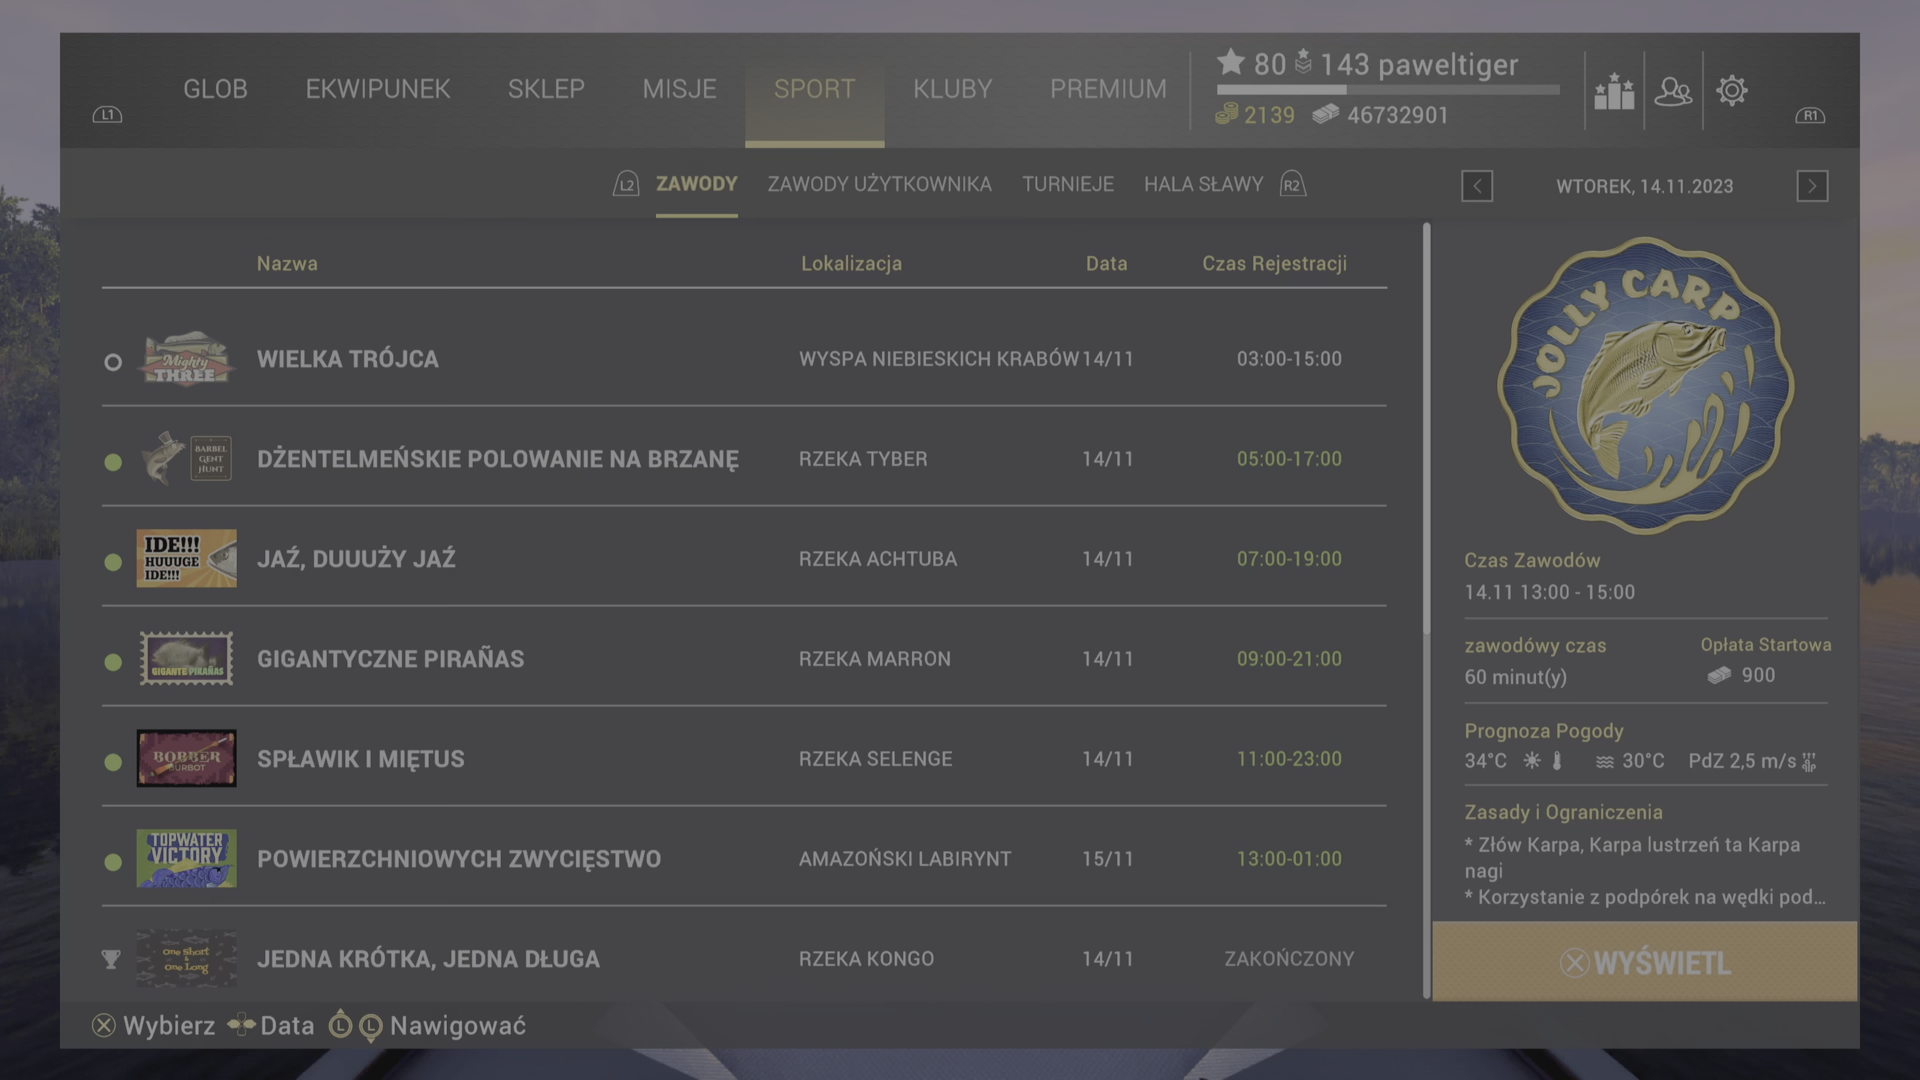 GLOB EKWIPUNEK SKLEP MISJE SPORT KLUBY PREMIUM
80 143 paweltiger
2139 46732901
L1
R1
L2 ZAWODY ZAWODY UŻYTKOWNIKA TURNIEJE HALA SŁAWY R2
WTOREK, 14.11.2023
Nazwa Lokalizacja Data Czas Rejestracji
Mighty
THREE
WIELKA TRÓJCA WYSPA NIEBIESKICH KRABÓW 14/11 03:00-15:00
BARBEL
GENT
HUNT
DŻENTELMEŃSKIE POLOWANIE NA BRZANĘ RZEKA TYBER 14/11 05:00-17:00
IDE!!!
HUUUGE
IDE!!!
JAŹ, DUUUŻY JAŹ RZEKA ACHTUBA 14/11 07:00-19:00
GIGANTE PIRAÑAS
GIGANTYCZNE PIRAÑAS RZEKA MARRON 14/11 09:00-21:00
BOBBER
BURBOT
SPŁAWIK I MIĘTUS RZEKA SELENGE 14/11 11:00-23:00
TOPWATER
VICTORY
POWIERZCHNIOWYCH ZWYCIĘSTWO AMAZOŃSKI LABIRYNT 15/11 13:00-01:00
One Short
&
One Long
JEDNA KRÓTKA, JEDNA DŁUGA RZEKA KONGO 14/11 ZAKOŃCZONY
JOLLY CARP
Czas Zawodów
14.11 13:00 - 15:00
zawodówy czas Opłata Startowa
60 minut(y) 900
Prognoza Pogody
34°C 30°C PdZ 2,5 m/s
Zasady i Ograniczenia
* Złów Karpa, Karpa lustrzeń ta Karpa
nagi
* Korzystanie z podpórek na wędki pod...
WYŚWIETL
Wybierz Data L L Nawigować